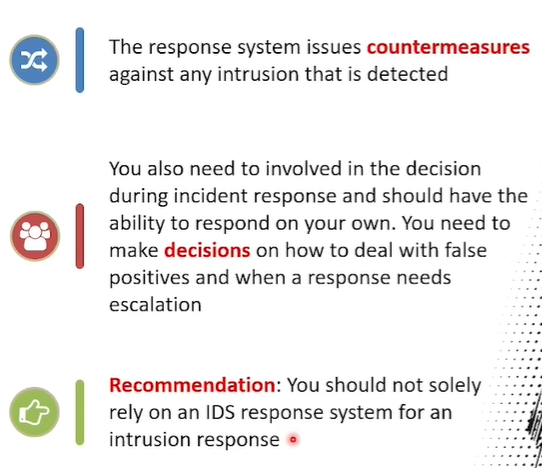 The response system issues countermeasures
against any intrusion that is detected
You also need to involved in the decision
during incident response and should have the
ability to respond on your own. You need to
make decisions on how to deal with false
positives and when a response needs
escalation
Recommendation: You should not solely
rely on an IDS response system for an
intrusion response